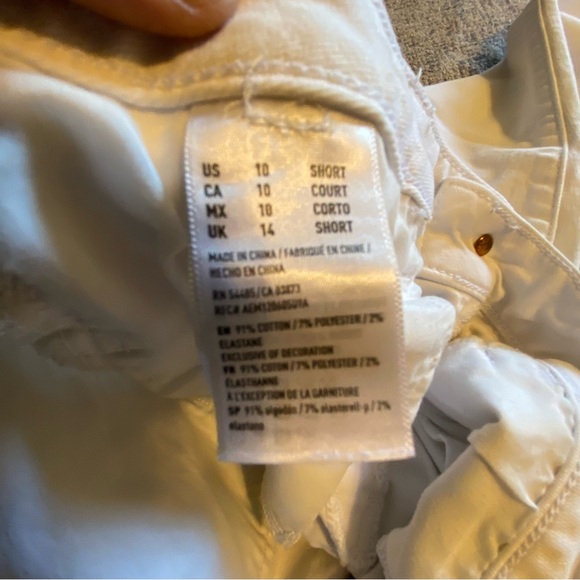 US 10 SHORT
CA 10 COURT
MX 10 CORTO
UK 14 SHORT
MADE IN CHINA / FABRIQUÉ EN CHINE /
HECHO EN CHINA
RN 54485/CA 03873
REC#
EN 91% COTTON / 7% POLYESTER / 2%
ELASTANE
EXCLUSIVE OF DECORATION
FR 91% COTON / 7% POLYESTER / 2%
ÉLASTHANNE
À L'EXCEPTION DE LA GARNITURE
SP 91% algodón / 7% / 2%
elastano